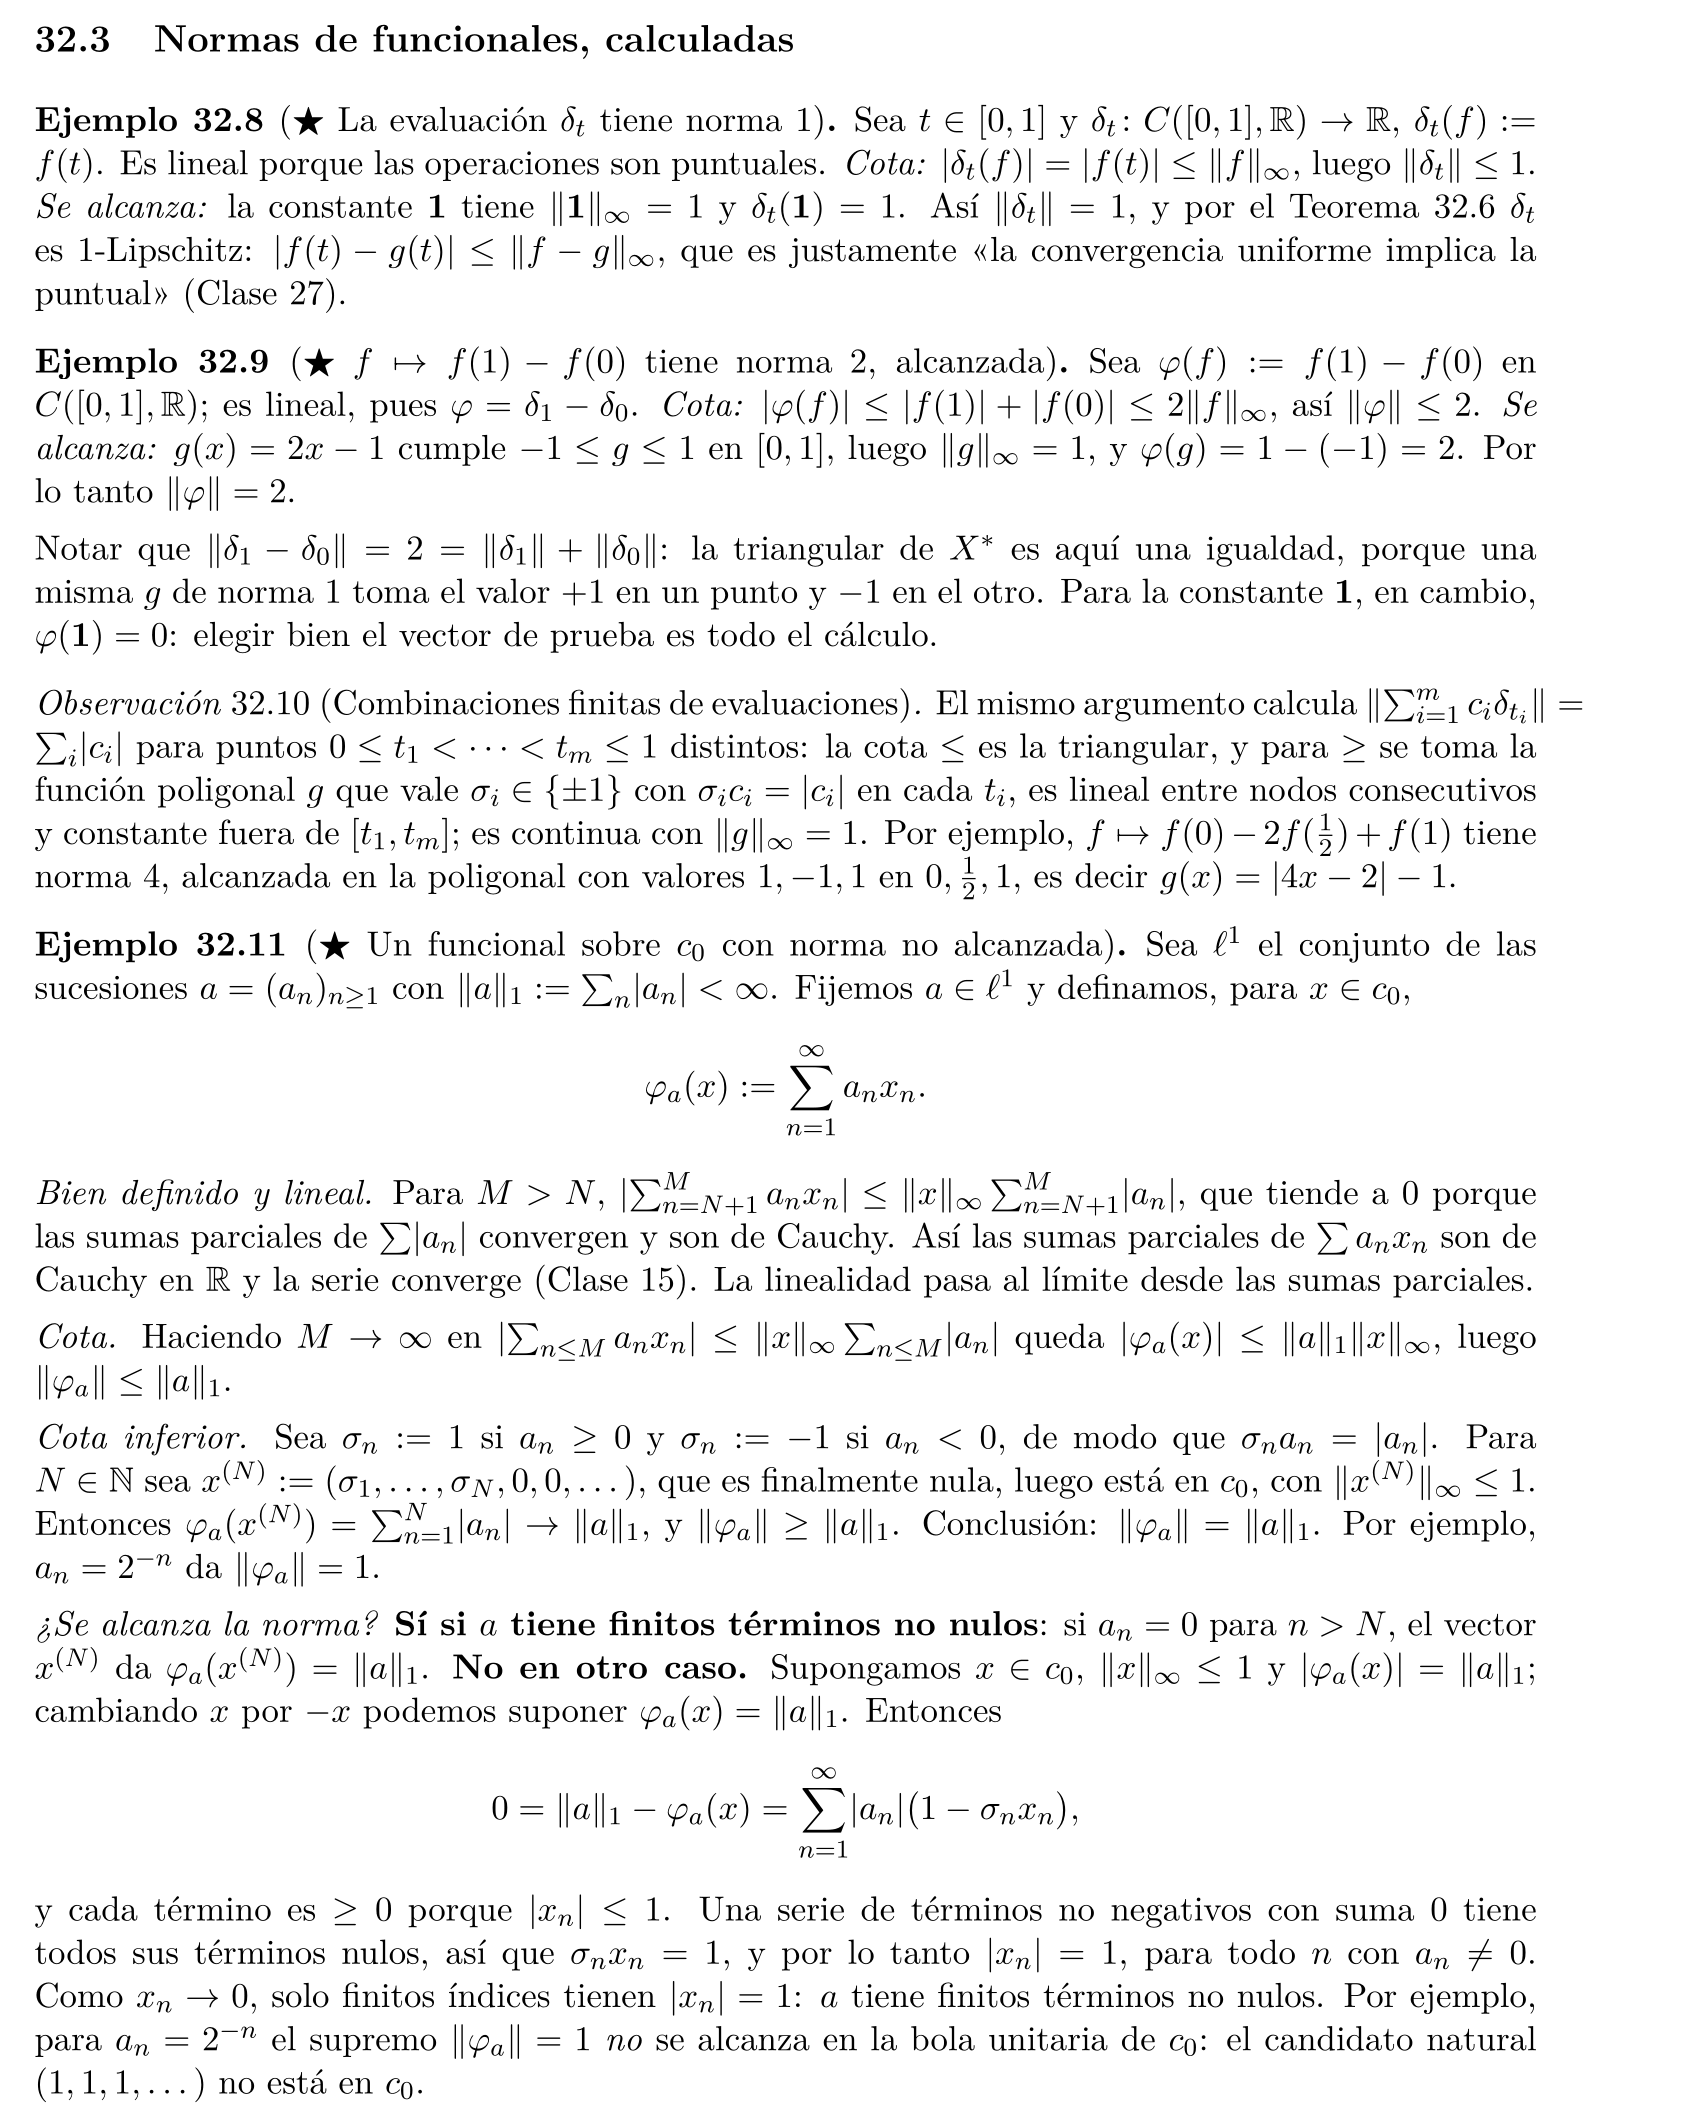 32.3 Normas de funcionales, calculadas
Ejemplo 32.8 (★ La evaluación δ_t tiene norma 1). Sea t ∈ [0, 1] y δ_t : C([0, 1], ℝ) → ℝ, δ_t(f) :=
f(t). Es lineal porque las operaciones son puntuales. Cota: |δ_t(f)| = |f(t)| ≤ ‖f‖_∞, luego ‖δ_t‖ ≤ 1.
Se alcanza: la constante 1 tiene ‖1‖_∞ = 1 y δ_t(1) = 1. Así ‖δ_t‖ = 1, y por el Teorema 32.6 δ_t
es 1-Lipschitz: |f(t) − g(t)| ≤ ‖f − g‖_∞, que es justamente «la convergencia uniforme implica la
puntual» (Clase 27).
Ejemplo 32.9 (★ f ↦ f(1) − f(0) tiene norma 2, alcanzada). Sea φ(f) := f(1) − f(0) en
C([0, 1], ℝ); es lineal, pues φ = δ_1 − δ_0. Cota: |φ(f)| ≤ |f(1)| + |f(0)| ≤ 2‖f‖_∞, así ‖φ‖ ≤ 2. Se
alcanza: g(x) = 2x − 1 cumple −1 ≤ g ≤ 1 en [0, 1], luego ‖g‖_∞ = 1, y φ(g) = 1 − (−1) = 2. Por
lo tanto ‖φ‖ = 2.
Notar que ‖δ_1 − δ_0‖ = 2 = ‖δ_1‖ + ‖δ_0‖: la triangular de X* es aquí una igualdad, porque una
misma g de norma 1 toma el valor +1 en un punto y −1 en el otro. Para la constante 1, en cambio,
φ(1) = 0: elegir bien el vector de prueba es todo el cálculo.
Observación 32.10 (Combinaciones finitas de evaluaciones). El mismo argumento calcula ‖∑_{i=1}^m c_i δ_{t_i}‖ =
∑_i |c_i| para puntos 0 ≤ t_1 < ⋯ < t_m ≤ 1 distintos: la cota ≤ es la triangular, y para ≥ se toma la
función poligonal g que vale σ_i ∈ {±1} con σ_i c_i = |c_i| en cada t_i, es lineal entre nodos consecutivos
y constante fuera de [t_1, t_m]; es continua con ‖g‖_∞ = 1. Por ejemplo, f ↦ f(0) − 2f(1/2) + f(1) tiene
norma 4, alcanzada en la poligonal con valores 1, −1, 1 en 0, 1/2, 1, es decir g(x) = |4x − 2| − 1.
Ejemplo 32.11 (★ Un funcional sobre c_0 con norma no alcanzada). Sea ℓ^1 el conjunto de las
sucesiones a = (a_n)_{n≥1} con ‖a‖_1 := ∑_n |a_n| < ∞. Fijemos a ∈ ℓ^1 y definamos, para x ∈ c_0,
φ_a(x) := ∑_{n=1}^∞ a_n x_n.
Bien definido y lineal. Para M > N, |∑_{n=N+1}^M a_n x_n| ≤ ‖x‖_∞ ∑_{n=N+1}^M |a_n|, que tiende a 0 porque
las sumas parciales de ∑|a_n| convergen y son de Cauchy. Así las sumas parciales de ∑ a_n x_n son de
Cauchy en ℝ y la serie converge (Clase 15). La linealidad pasa al límite desde las sumas parciales.
Cota. Haciendo M → ∞ en |∑_{n≤M} a_n x_n| ≤ ‖x‖_∞ ∑_{n≤M} |a_n| queda |φ_a(x)| ≤ ‖a‖_1 ‖x‖_∞, luego
‖φ_a‖ ≤ ‖a‖_1.
Cota inferior. Sea σ_n := 1 si a_n ≥ 0 y σ_n := −1 si a_n < 0, de modo que σ_n a_n = |a_n|. Para
N ∈ ℕ sea x^{(N)} := (σ_1, . . . , σ_N, 0, 0, . . . ), que es finalmente nula, luego está en c_0, con ‖x^{(N)}‖_∞ ≤ 1.
Entonces φ_a(x^{(N)}) = ∑_{n=1}^N |a_n| → ‖a‖_1, y ‖φ_a‖ ≥ ‖a‖_1. Conclusión: ‖φ_a‖ = ‖a‖_1. Por ejemplo,
a_n = 2^{−n} da ‖φ_a‖ = 1.
¿Se alcanza la norma? Sí si a tiene finitos términos no nulos: si a_n = 0 para n > N, el vector
x^{(N)} da φ_a(x^{(N)}) = ‖a‖_1. No en otro caso. Supongamos x ∈ c_0, ‖x‖_∞ ≤ 1 y |φ_a(x)| = ‖a‖_1;
cambiando x por −x podemos suponer φ_a(x) = ‖a‖_1. Entonces
0 = ‖a‖_1 − φ_a(x) = ∑_{n=1}^∞ |a_n|(1 − σ_n x_n),
y cada término es ≥ 0 porque |x_n| ≤ 1. Una serie de términos no negativos con suma 0 tiene
todos sus términos nulos, así que σ_n x_n = 1, y por lo tanto |x_n| = 1, para todo n con a_n ≠ 0.
Como x_n → 0, solo finitos índices tienen |x_n| = 1: a tiene finitos términos no nulos. Por ejemplo,
para a_n = 2^{−n} el supremo ‖φ_a‖ = 1 no se alcanza en la bola unitaria de c_0: el candidato natural
(1, 1, 1, . . . ) no está en c_0.